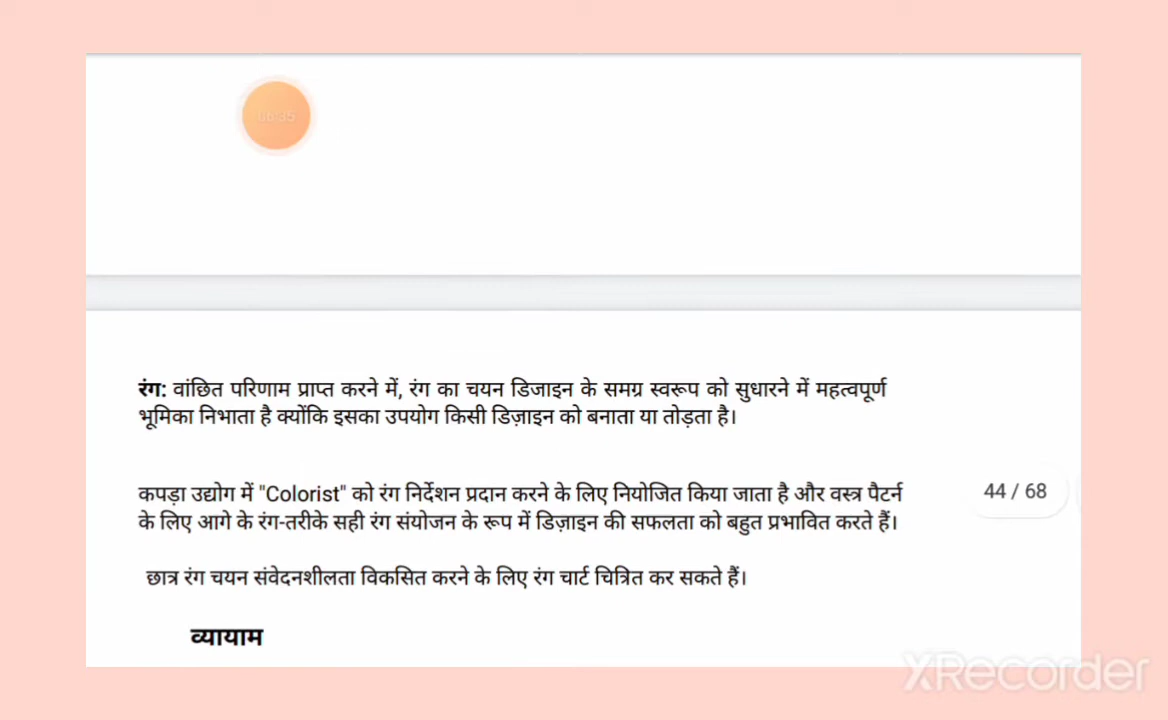 06:35
रंग: वांछित परिणाम प्राप्त करने में, रंग का चयन डिजाइन के समग्र स्वरूप को सुधारने में महत्वपूर्ण
भूमिका निभाता है क्योंकि इसका उपयोग किसी डिज़ाइन को बनाता या तोड़ता है।
कपड़ा उद्योग में "Colorist" को रंग निर्देशन प्रदान करने के लिए नियोजित किया जाता है और वस्त्र पैटर्न
के लिए आगे के रंग-तरीके सही रंग संयोजन के रूप में डिज़ाइन की सफलता को बहुत प्रभावित करते हैं।
44 / 68
छात्र रंग चयन संवेदनशीलता विकसित करने के लिए रंग चार्ट चित्रित कर सकते हैं।
व्यायाम
XRecorder